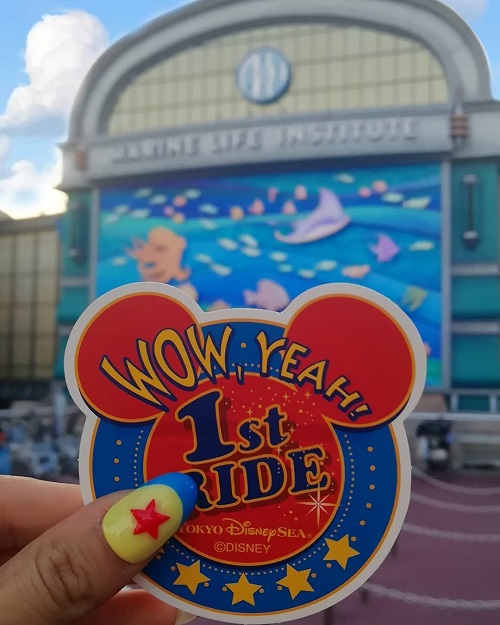 MARINE LIFE INSTITUTE
WOW, YEAH!
1st
RIDE
TOKYO DISNEYSEA
©DISNEY